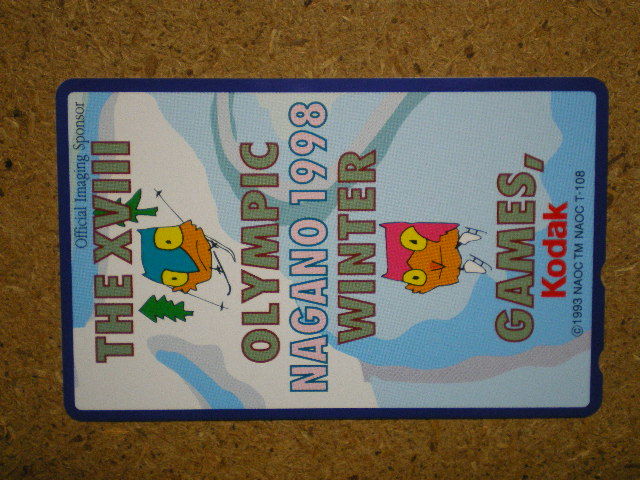 Official Imaging Sponsor
THE XVIII
OLYMPIC
NAGANO 1998
WINTER
GAMES,
Kodak
©1993 NAOC TM NAOC T-108